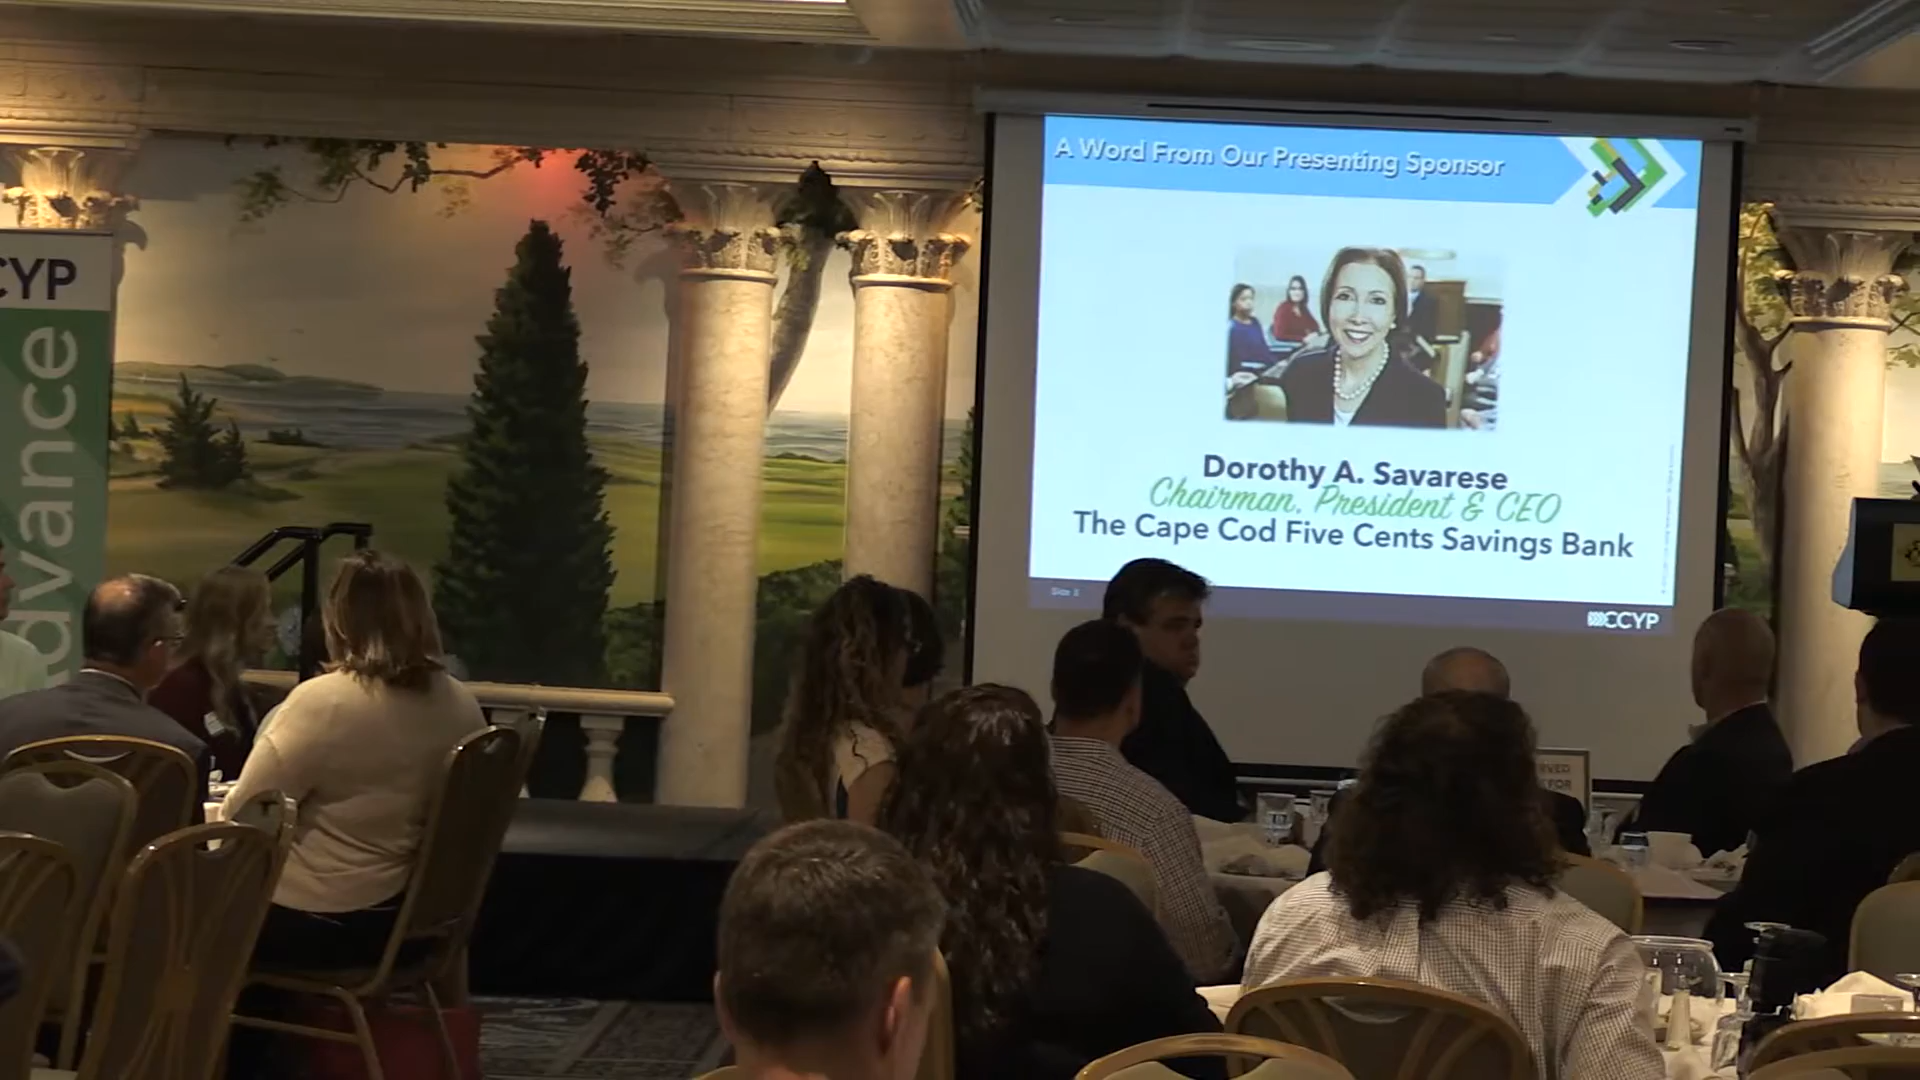 A Word From Our Presenting Sponsor
Dorothy A. Savarese
Chairman, President & CEO
The Cape Cod Five Cents Savings Bank
CCYP
CYP
dvance
RVED